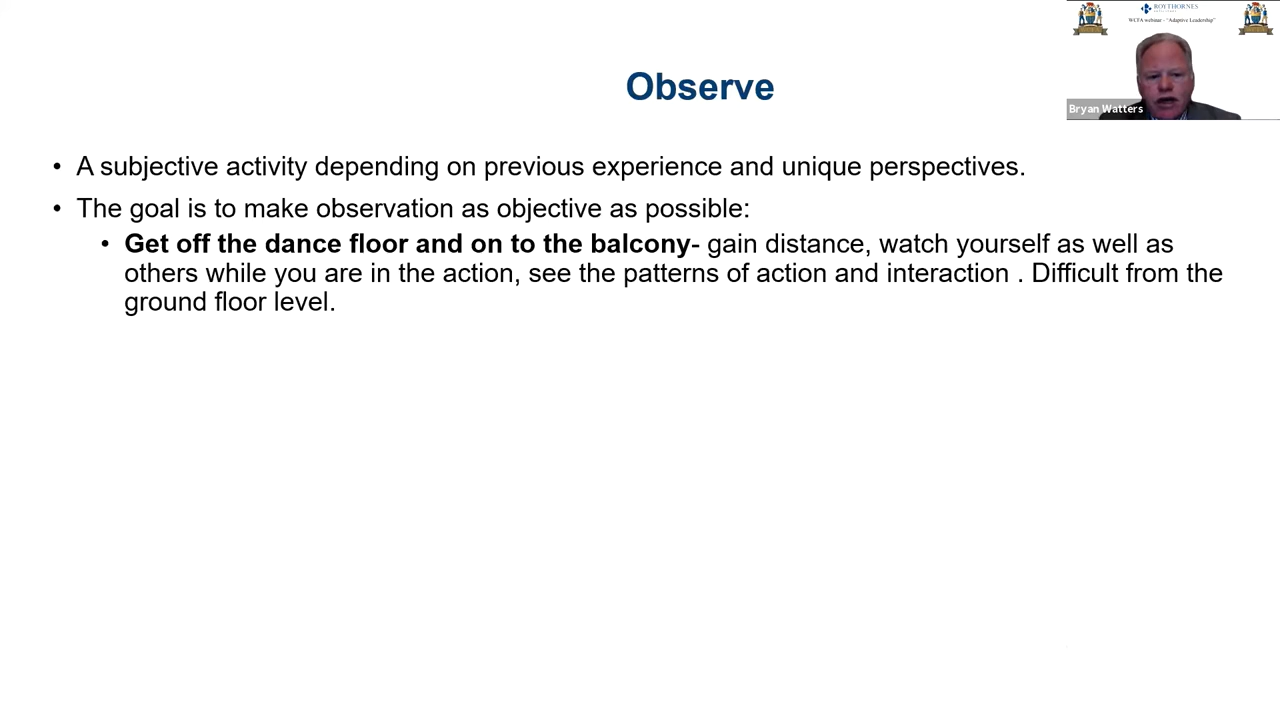 ROYTHORNES
WCFA webinar - "Adaptive Leadership"
Bryan Watters
Observe
• A subjective activity depending on previous experience and unique perspectives.
• The goal is to make observation as objective as possible:
• Get off the dance floor and on to the balcony- gain distance, watch yourself as well as
others while you are in the action, see the patterns of action and interaction . Difficult from the
ground floor level.